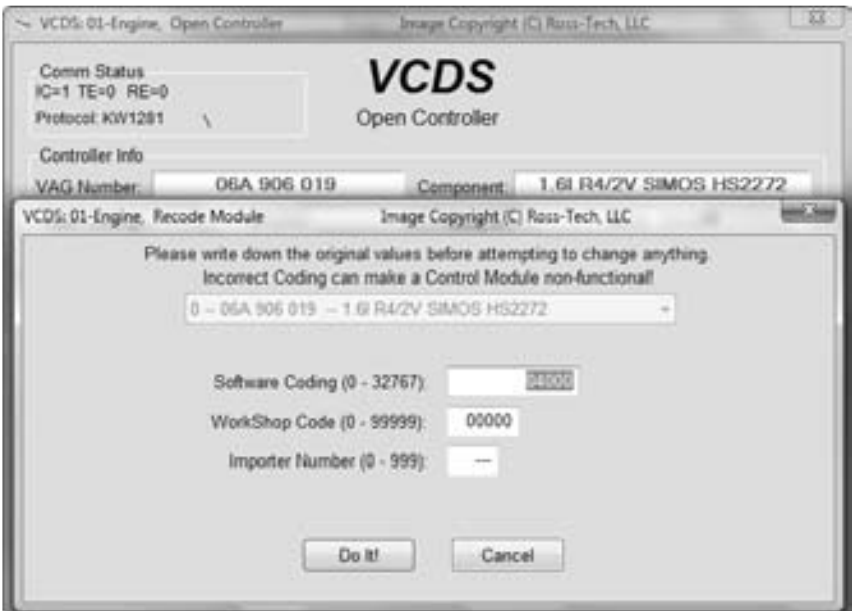 VCDS: 01-Engine, Open Controller Image Copyright (C) Ross-Tech, LLC
Comm Status
IC=1 TE=0 RE=0
Protocol: KW1281 \
VCDS
Open Controller
Controller Info
VAG Number: 06A 906 019 Component: 1.6l R4/2V SIMOS HS2272
VCDS: 01-Engine, Recode Module Image Copyright (C) Ross-Tech, LLC
Please write down the original values before attempting to change anything.
Incorrect Coding can make a Control Module non-functional!
0 -- 06A 906 019 -- 1.6l R4/2V SIMOS HS2272
Software Coding (0 - 32767):
WorkShop Code (0 - 99999): 00000
Importer Number (0 - 999): ---
Do It!
Cancel